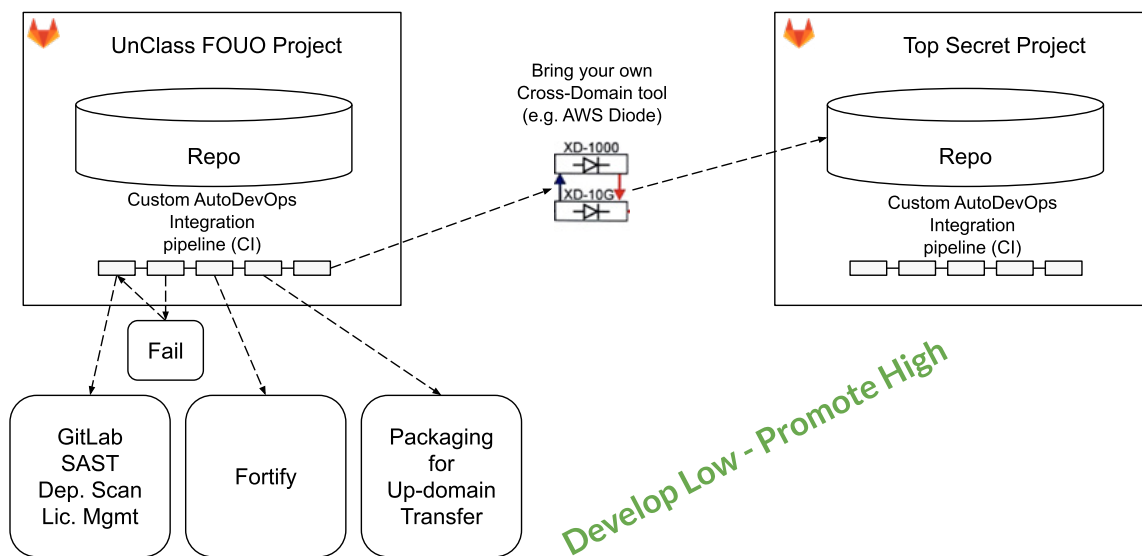 UnClass FOUO Project
Repo
Custom AutoDevOps
Integration
pipeline (CI)
Fail
GitLab
SAST
Dep. Scan
Lic. Mgmt
Fortify
Packaging
for
Up-domain
Transfer
Bring your own
Cross-Domain tool
(e.g. AWS Diode)
XD-1000
XD-10G
Top Secret Project
Repo
Custom AutoDevOps
Integration
pipeline (CI)
Develop Low - Promote High